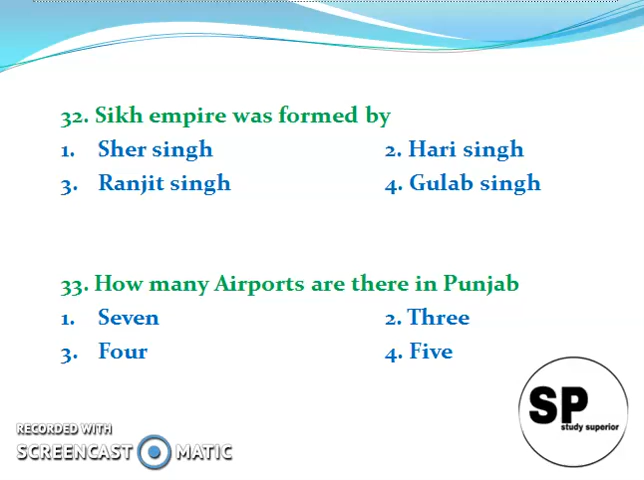 32. Sikh empire was formed by
1. Sher singh 2. Hari singh
3. Ranjit singh 4. Gulab singh
33. How many Airports are there in Punjab
1. Seven 2. Three
3. Four 4. Five
SP
study superior
RECORDED WITH
SCREENCAST MATIC